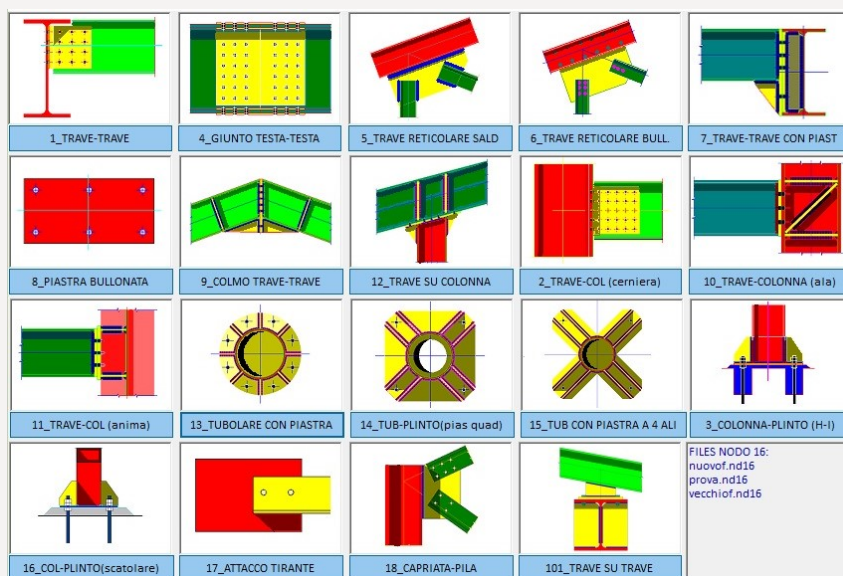 1_TRAVE-TRAVE
4_GIUNTO TESTA-TESTA
5_TRAVE RETICOLARE SALD
6_TRAVE RETICOLARE BULL.
7_TRAVE-TRAVE CON PIAST
8_PIASTRA BULLONATA
9_COLMO TRAVE-TRAVE
12_TRAVE SU COLONNA
2_TRAVE-COL (cerniera)
10_TRAVE-COLONNA (ala)
11_TRAVE-COL (anima)
13_TUBOLARE CON PIASTRA
14_TUB-PLINTO(pias quad)
15_TUB CON PIASTRA A 4 ALI
3_COLONNA-PLINTO (H-I)
16_COL-PLINTO(scatolare)
17_ATTACCO TIRANTE
18_CAPRIATA-PILA
101_TRAVE SU TRAVE
FILES NODO 16:
nuovof.nd16
prova.nd16
vecchiof.nd16